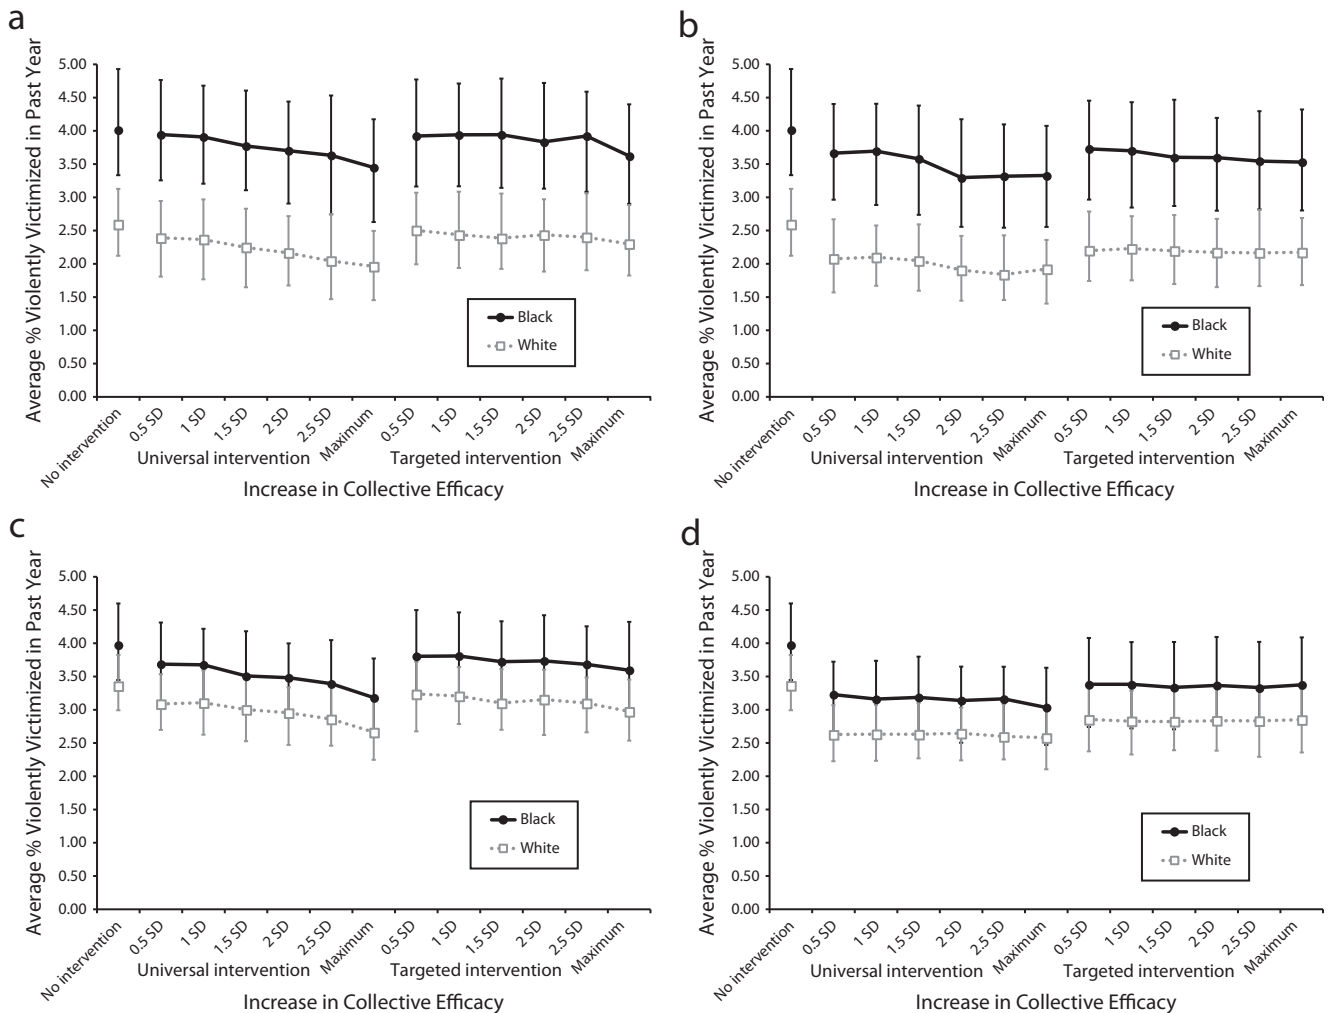 a
Average % Violently Victimized in Past Year
5.00
4.50
4.00
3.50
3.00
2.50
2.00
1.50
1.00
0.50
0.00
Black
White
No intervention
0.5 SD
1 SD
1.5 SD
2 SD
2.5 SD
Maximum
0.5 SD
1 SD
1.5 SD
2 SD
2.5 SD
Maximum
Universal intervention
Targeted intervention
Increase in Collective Efficacy
b
Average % Violently Victimized in Past Year
5.00
4.50
4.00
3.50
3.00
2.50
2.00
1.50
1.00
0.50
0.00
Black
White
No intervention
0.5 SD
1 SD
1.5 SD
2 SD
2.5 SD
Maximum
0.5 SD
1 SD
1.5 SD
2 SD
2.5 SD
Maximum
Universal intervention
Targeted intervention
Increase in Collective Efficacy
c
Average % Violently Victimized in Past Year
5.00
4.50
4.00
3.50
3.00
2.50
2.00
1.50
1.00
0.50
0.00
Black
White
No intervention
0.5 SD
1 SD
1.5 SD
2 SD
2.5 SD
Maximum
0.5 SD
1 SD
1.5 SD
2 SD
2.5 SD
Maximum
Universal intervention
Targeted intervention
Increase in Collective Efficacy
d
Average % Violently Victimized in Past Year
5.00
4.50
4.00
3.50
3.00
2.50
2.00
1.50
1.00
0.50
0.00
Black
White
No intervention
0.5 SD
1 SD
1.5 SD
2 SD
2.5 SD
Maximum
0.5 SD
1 SD
1.5 SD
2 SD
2.5 SD
Maximum
Universal intervention
Targeted intervention
Increase in Collective Efficacy